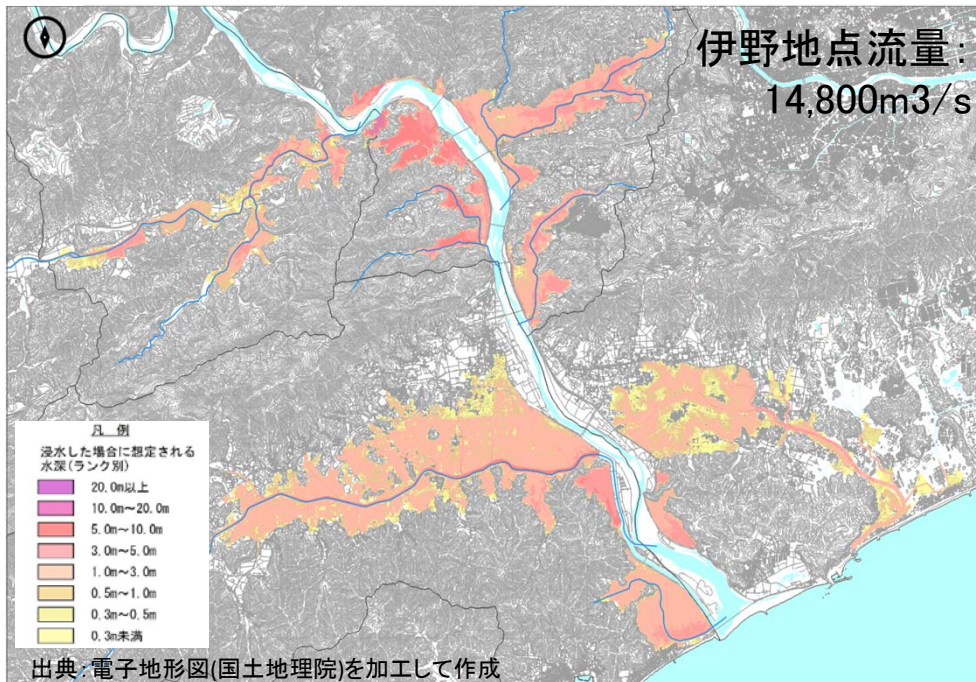 伊野地点流量:
14,800m3/s
凡 例
浸水した場合に想定される
水深(ランク別)
20.0m以上
10.0m～20.0m
5.0m～10.0m
3.0m～5.0m
1.0m～3.0m
0.5m～1.0m
0.3m～0.5m
0.3m未満
出典:電子地形図(国土地理院)を加工して作成